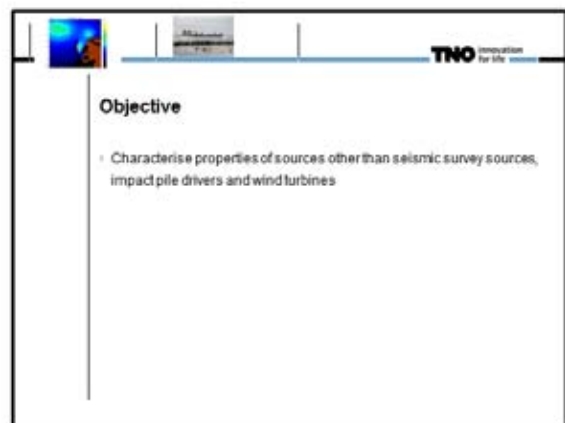 TNO innovation
for life
Objective
Characterise properties of sources other than seismic survey sources,
impact pile drivers and wind turbines